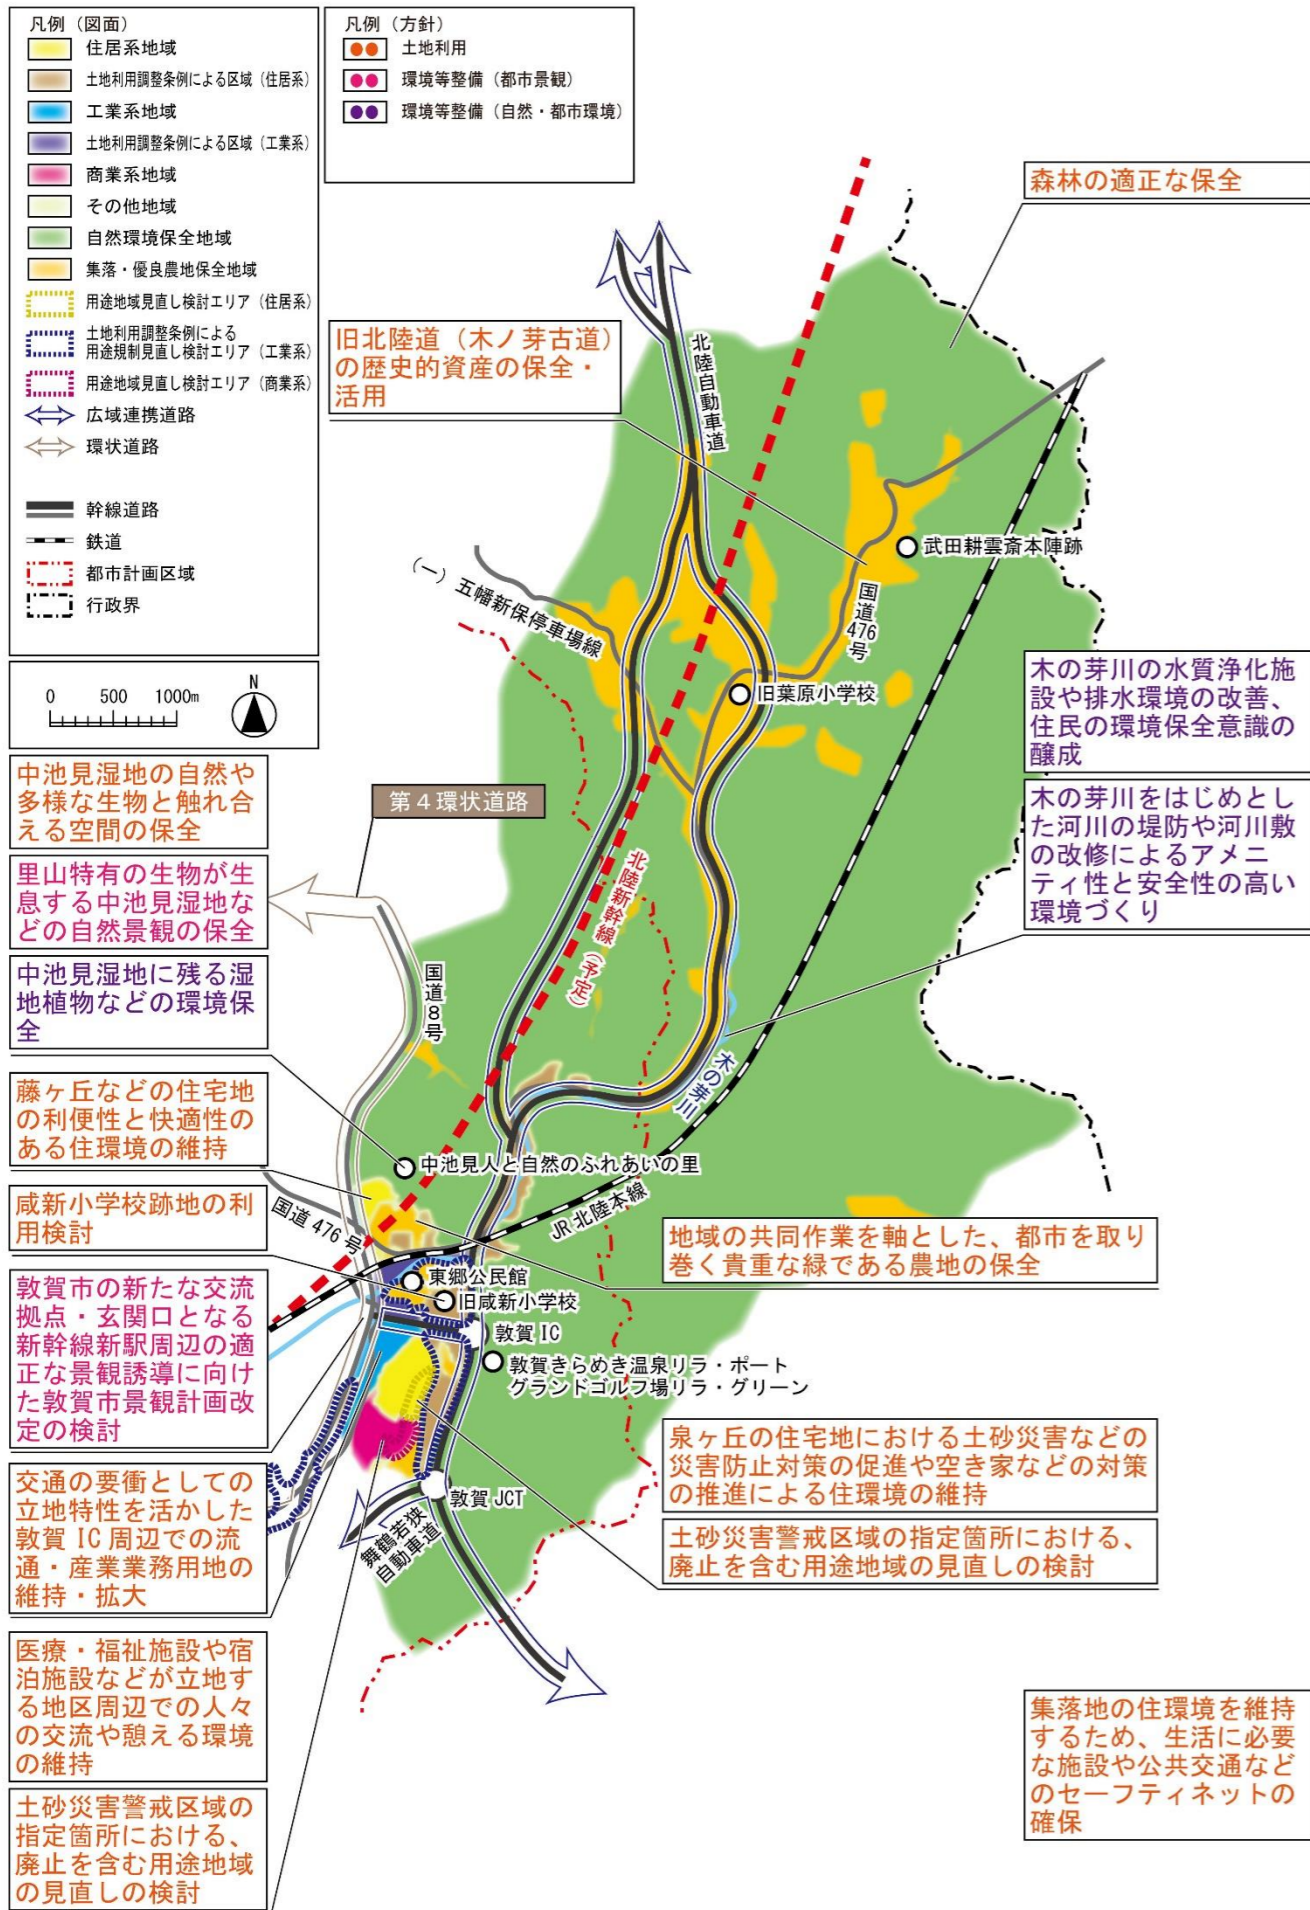 凡例（図面）
住居系地域
土地利用調整条例による区域（住居系）
工業系地域
土地利用調整条例による区域（工業系）
商業系地域
その他地域
自然環境保全地域
集落・優良農地保全地域
用途地域見直し検討エリア（住居系）
土地利用調整条例による
用途規制見直し検討エリア（工業系）
用途地域見直し検討エリア（商業系）
広域連携道路
環状道路
幹線道路
鉄道
都市計画区域
行政界
凡例（方針）
土地利用
環境等整備（都市景観）
環境等整備（自然・都市環境）
0 500 1000m
N
森林の適正な保全
旧北陸道（木ノ芽古道）
の歴史的資産の保全・
活用
北陸自動車道
武田耕雲斎本陣跡
（一）五幡新保停車場線
国道476号
旧葉原小学校
木の芽川の水質浄化施
設や排水環境の改善、
住民の環境保全意識の
醸成
木の芽川をはじめとし
た河川の堤防や河川敷
の改修によるアメニ
ティ性と安全性の高い
環境づくり
中池見湿地の自然や
多様な生物と触れ合
える空間の保全
第４環状道路
里山特有の生物が生
息する中池見湿地な
どの自然景観の保全
北陸新幹線（予定）
中池見湿地に残る湿
地植物などの環境保
全
国道８号
木の芽川
藤ヶ丘などの住宅地
の利便性と快適性の
ある住環境の維持
中池見人と自然のふれあいの里
咸新小学校跡地の利
用検討
国道476号
JR北陸本線
地域の共同作業を軸とした、都市を取り
巻く貴重な緑である農地の保全
東郷公民館
旧咸新小学校
敦賀市の新たな交流
拠点・玄関口となる
新幹線新駅周辺の適
正な景観誘導に向け
た敦賀市景観計画改
定の検討
敦賀IC
敦賀きらめき温泉リラ・ポート
グランドゴルフ場リラ・グリーン
泉ヶ丘の住宅地における土砂災害などの
災害防止対策の促進や空き家などの対策
の推進による住環境の維持
交通の要衝としての
立地特性を活かした
敦賀IC周辺での流
通・産業業務用地の
維持・拡大
敦賀JCT
舞鶴若狭
自動車道
土砂災害警戒区域の指定箇所における、
廃止を含む用途地域の見直しの検討
医療・福祉施設や宿
泊施設などが立地す
る地区周辺での人々
の交流や憩える環境
の維持
集落地の住環境を維持
するため、生活に必要
な施設や公共交通など
のセーフティネットの
確保
土砂災害警戒区域の
指定箇所における、
廃止を含む用途地域
の見直しの検討